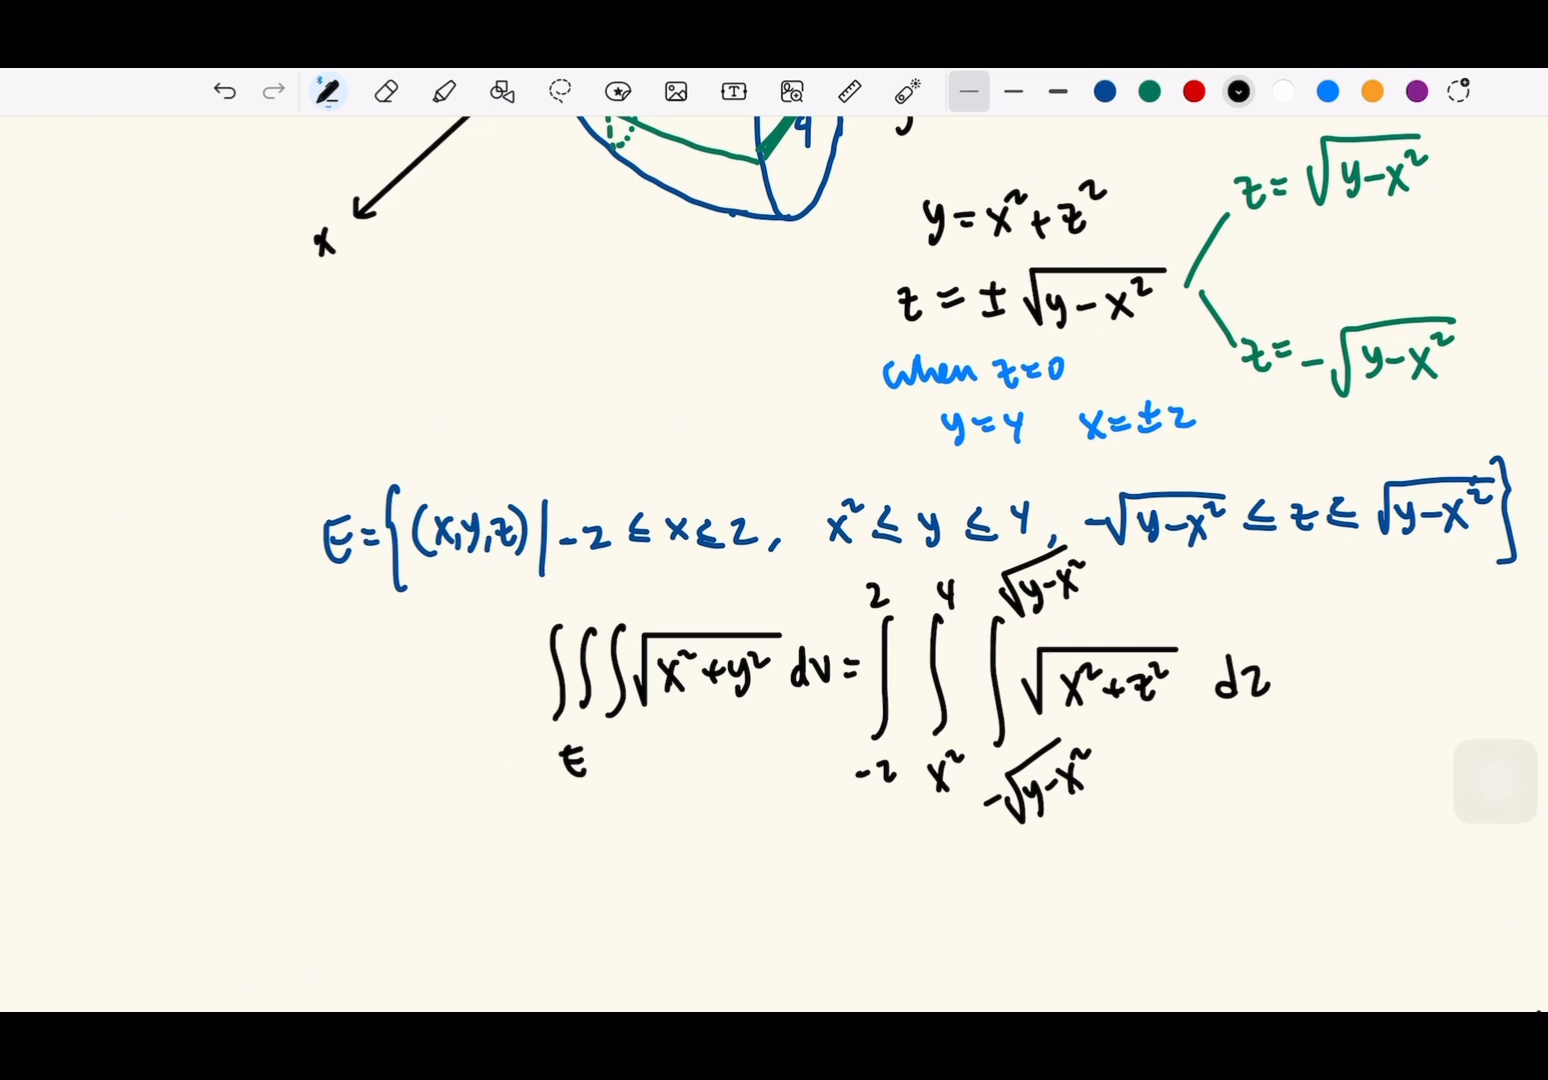 4
x
y = x² + z²
z = √(y-x²)
z = ± √(y-x²)
z = -√(y-x²)
when z=0
y=4 x=±2
E = {(x,y,z) | -2 ≤ x ≤ 2, x² ≤ y ≤ 4, -√(y-x²) ≤ z ≤ √(y-x²)}
∭_E √(x²+y²) dV = ∫_{-2}^{2} ∫_{x²}^{4} ∫_{-√(y-x²)}^{√(y-x²)} √(x²+z²) dz